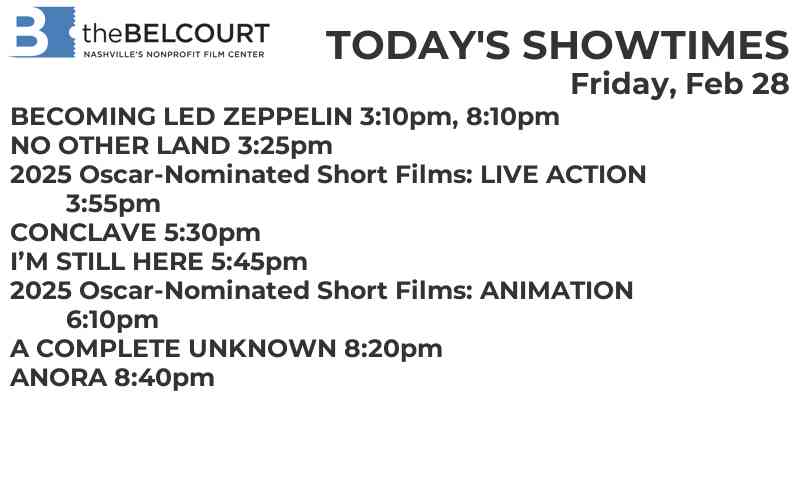 B theBELCOURT
NASHVILLE'S NONPROFIT FILM CENTER
TODAY'S SHOWTIMES
Friday, Feb 28
BECOMING LED ZEPPELIN 3:10pm, 8:10pm
NO OTHER LAND 3:25pm
2025 Oscar-Nominated Short Films: LIVE ACTION
3:55pm
CONCLAVE 5:30pm
I’M STILL HERE 5:45pm
2025 Oscar-Nominated Short Films: ANIMATION
6:10pm
A COMPLETE UNKNOWN 8:20pm
ANORA 8:40pm